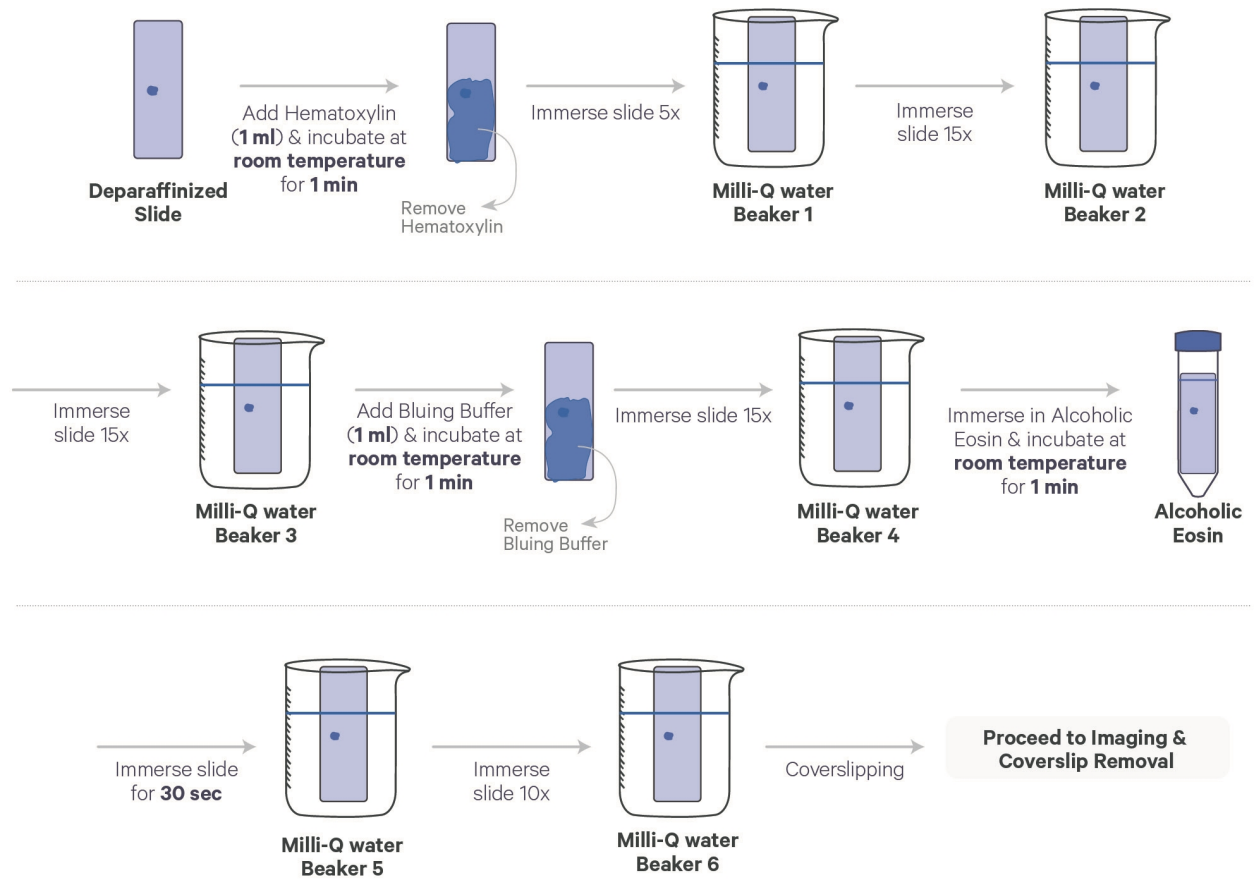 Add Hematoxylin
(1 ml) & incubate at
room temperature
for 1 min
Immerse slide 5x
Immerse
slide 15x
Deparaffinized
Slide
Remove
Hematoxylin
Milli-Q water
Beaker 1
Milli-Q water
Beaker 2
Immerse
slide 15x
Milli-Q water
Beaker 3
Add Bluing Buffer
(1 ml) & incubate at
room temperature
for 1 min
Remove
Bluing Buffer
Immerse slide 15x
Milli-Q water
Beaker 4
Immerse in Alcoholic
Eosin & incubate at
room temperature
for 1 min
Alcoholic
Eosin
Immerse slide
for 30 sec
Milli-Q water
Beaker 5
Immerse
slide 10x
Milli-Q water
Beaker 6
Coverslipping
Proceed to Imaging &
Coverslip Removal